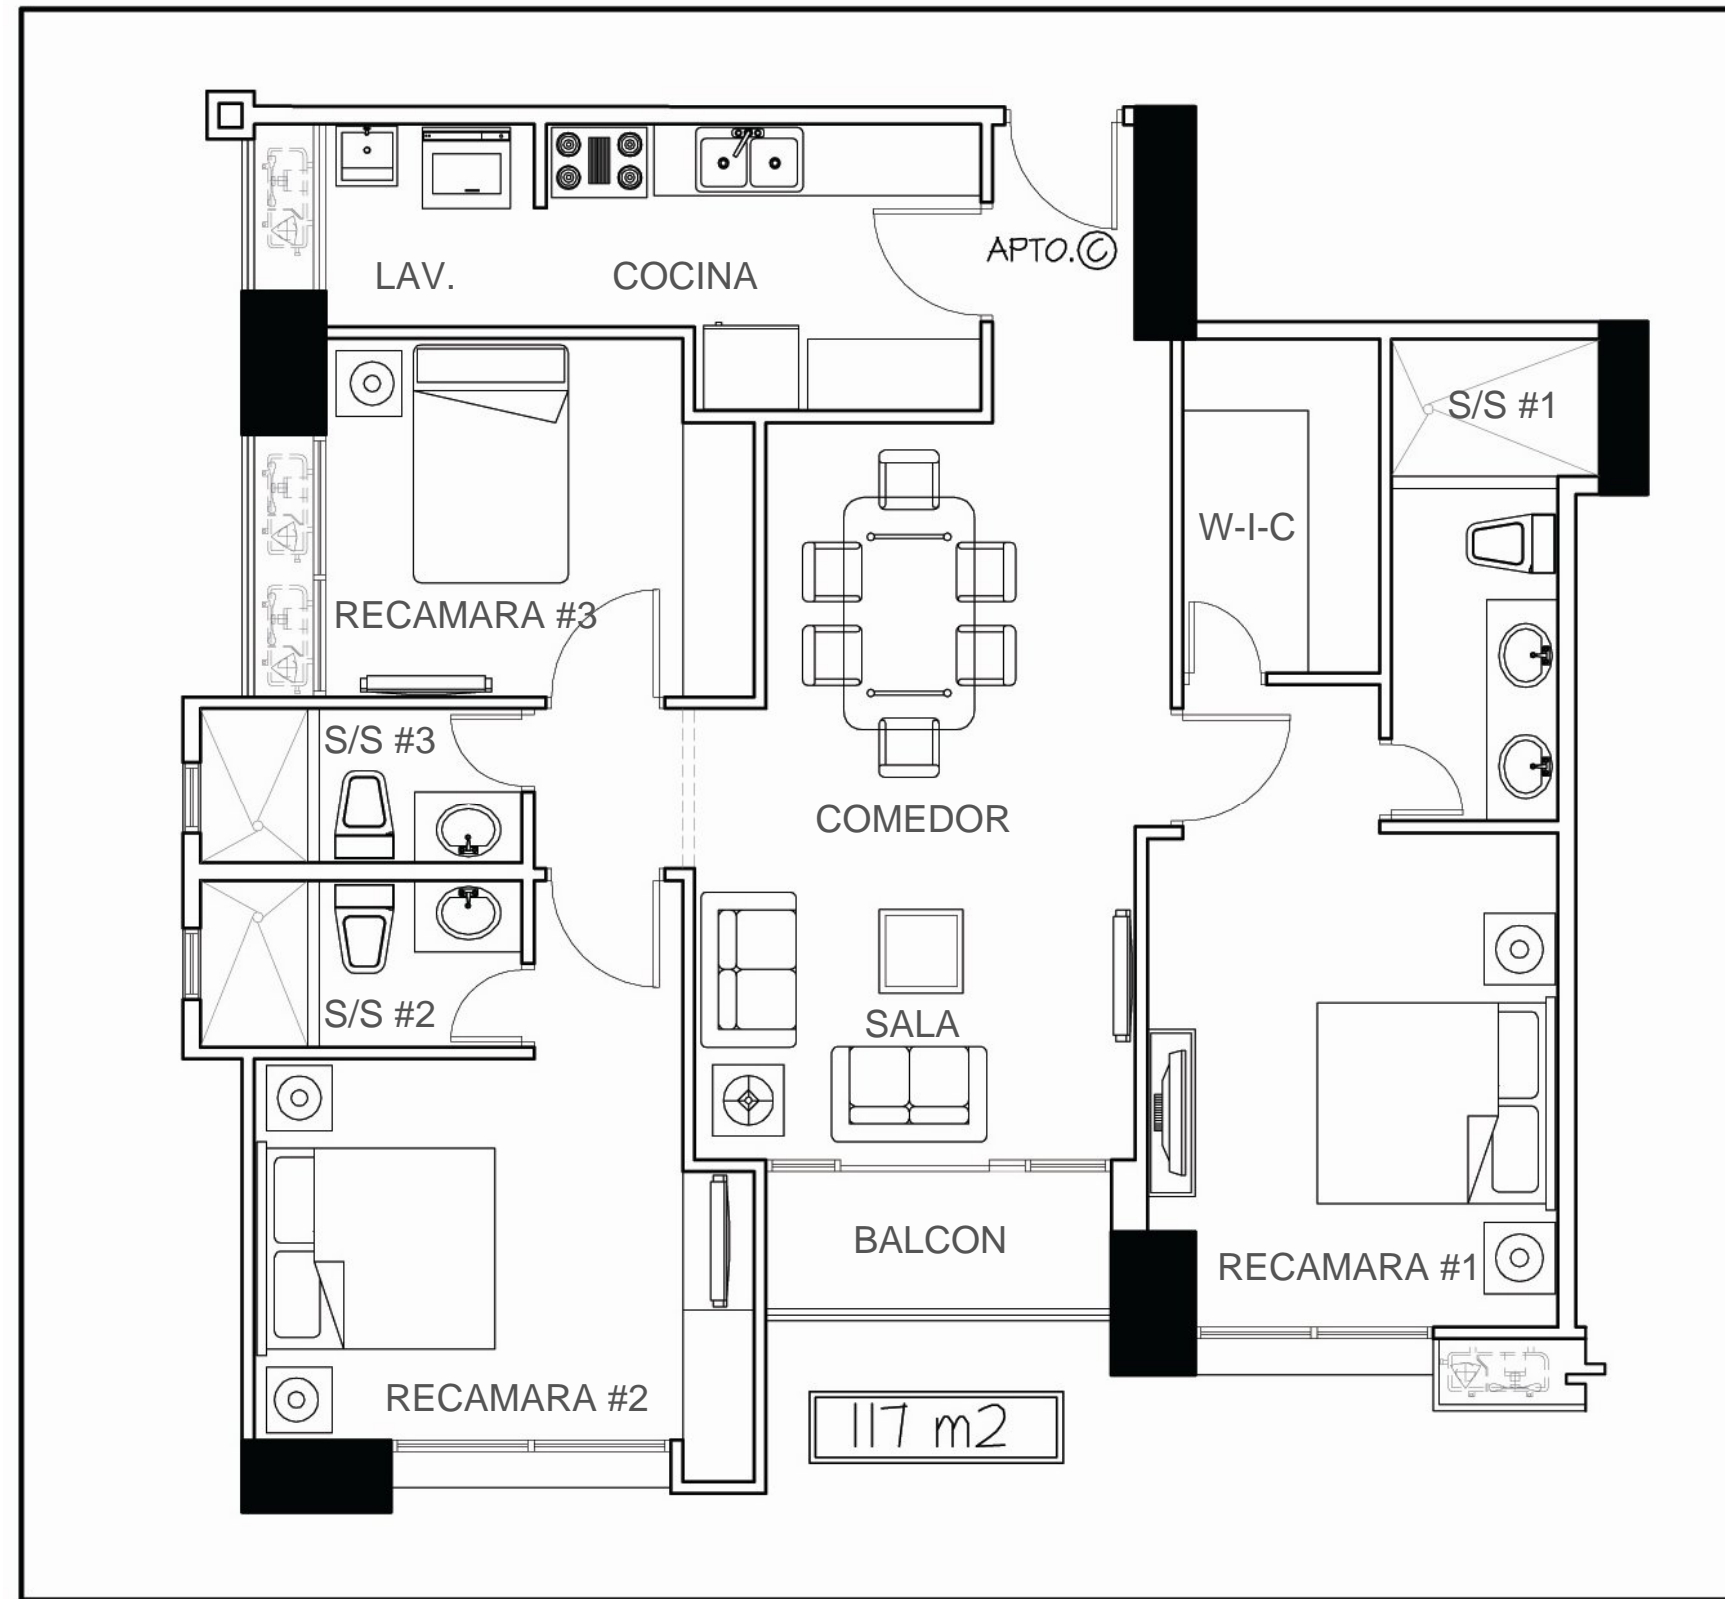 APTO. C
LAV.
COCINA
S/S #1
W-I-C
RECAMARA #3
S/S #3
COMEDOR
S/S #2
SALA
BALCON
RECAMARA #1
RECAMARA #2
117 m2